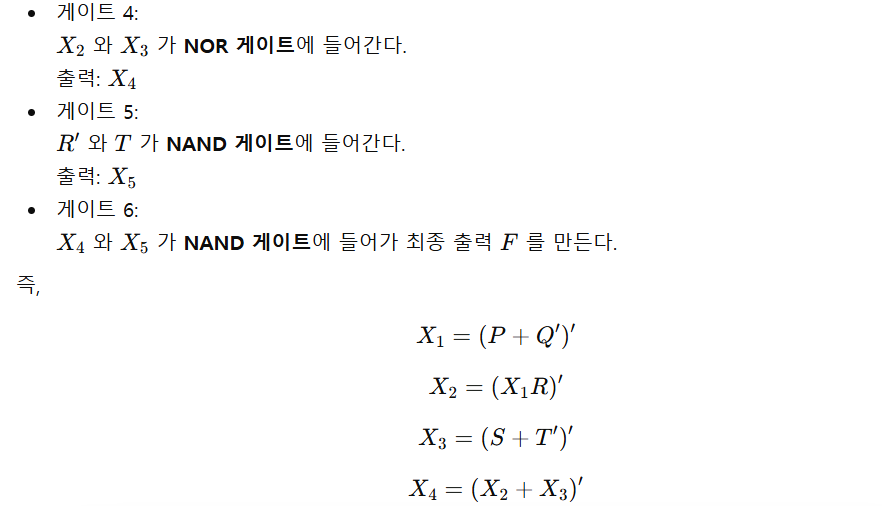 • 게이트 4:
X₂ 와 X₃ 가 NOR 게이트에 들어간다.
출력: X₄
• 게이트 5:
R′ 와 T 가 NAND 게이트에 들어간다.
출력: X₅
• 게이트 6:
X₄ 와 X₅ 가 NAND 게이트에 들어가 최종 출력 F 를 만든다.
즉,
X₁ = (P + Q′)′
X₂ = (X₁R)′
X₃ = (S + T′)′
X₄ = (X₂ + X₃)′